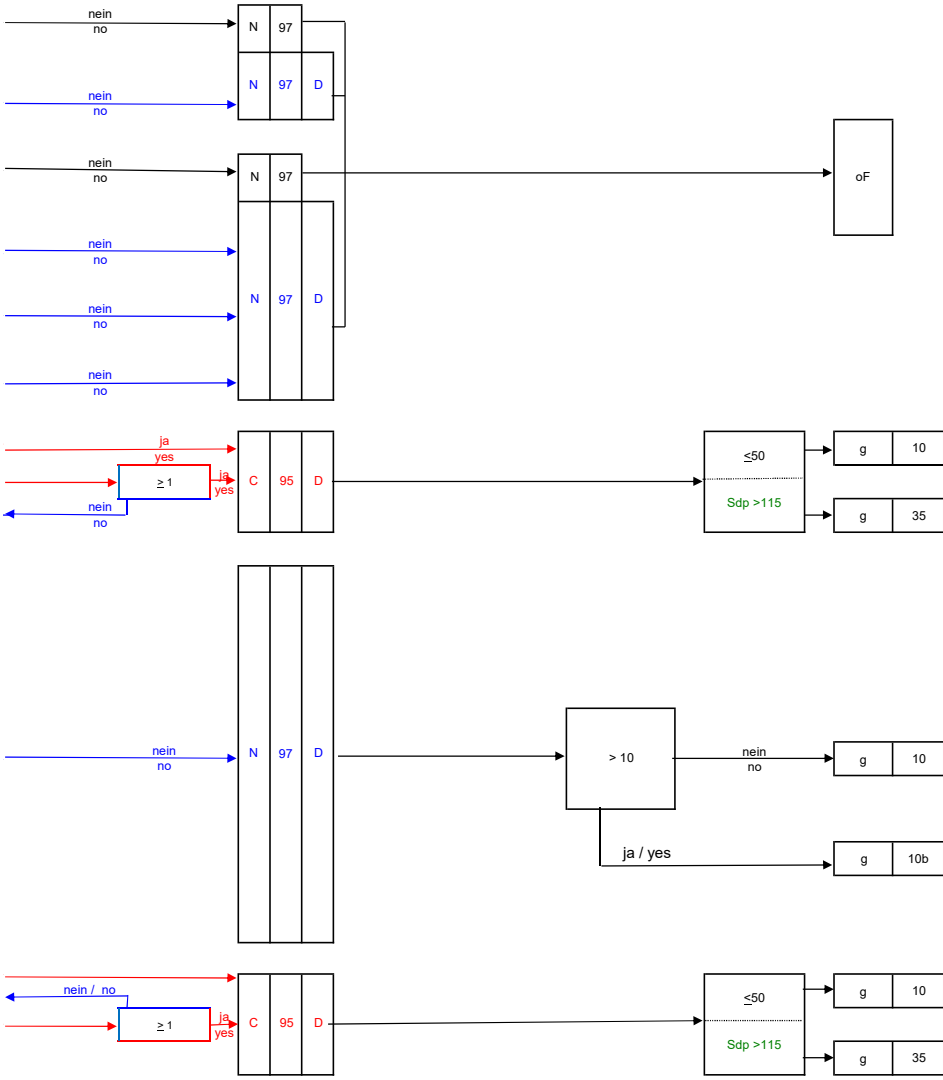 nein
no
N 97
nein
no
N 97 D
nein
no
N 97
oF
nein
no
nein
no
N 97 D
nein
no
ja
yes
≥ 1
ja
yes
nein
no
C 95 D
≤50
Sdp >115
g 10
g 35
nein
no
N 97 D
> 10
nein
no
g 10
ja / yes
g 10b
nein / no
≥ 1
ja
yes
C 95 D
≤50
Sdp >115
g 10
g 35